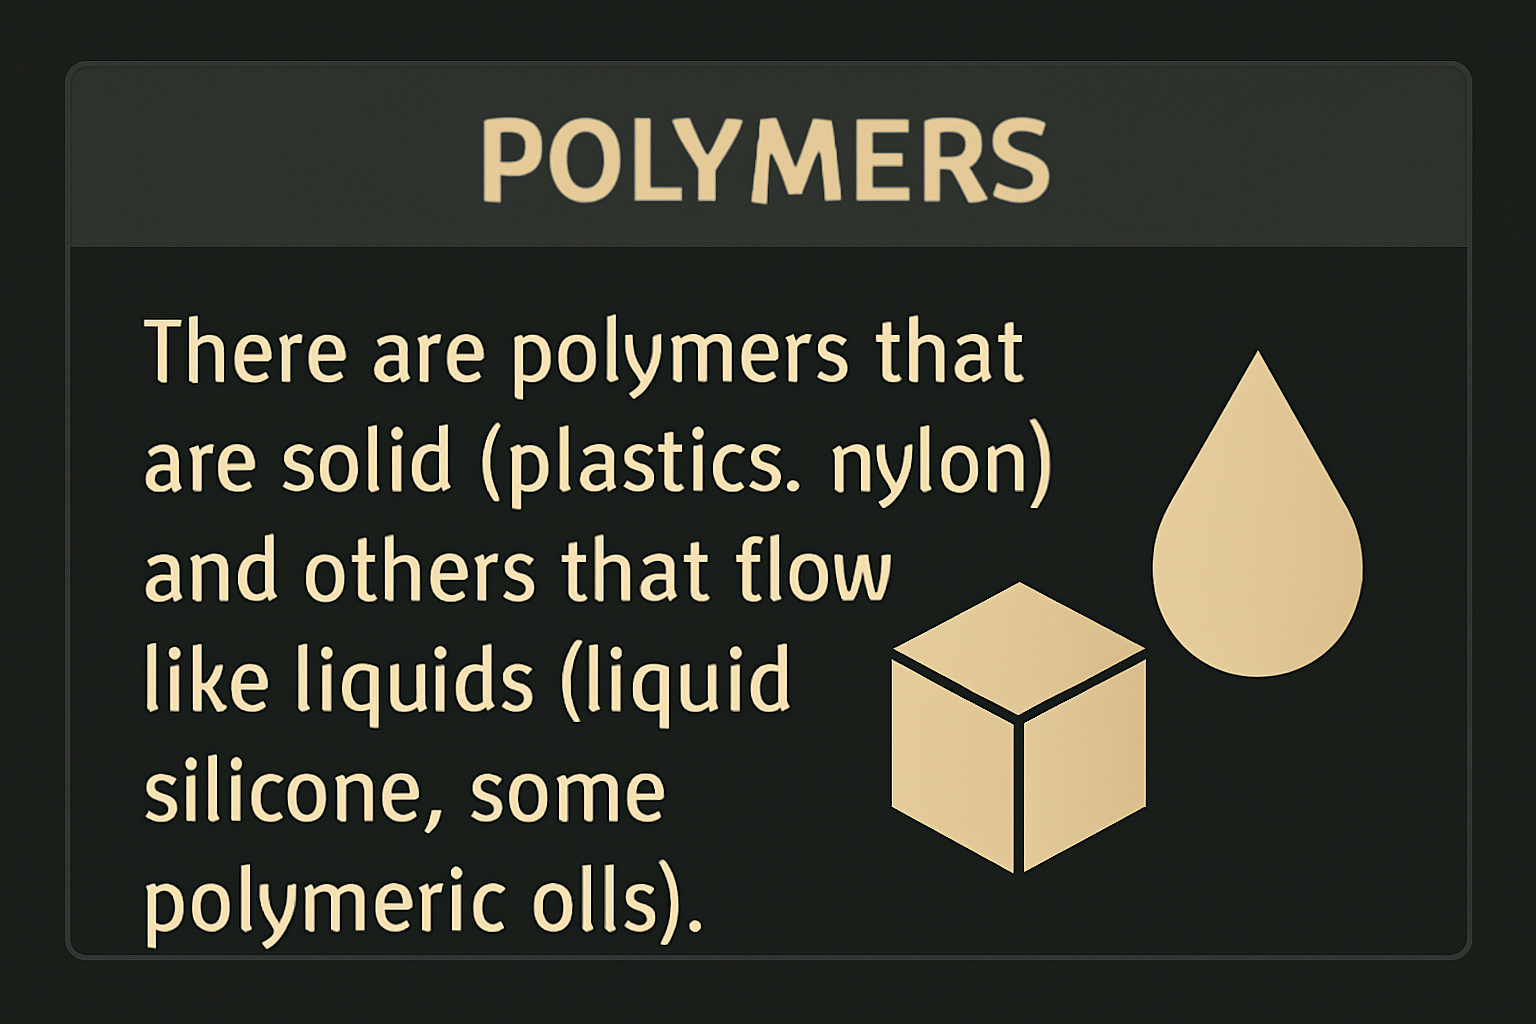 POLYMERS
There are polymers that
are solid (plastics. nylon)
and others that flow
like liquids (liquid
silicone, some
polymeric olls).